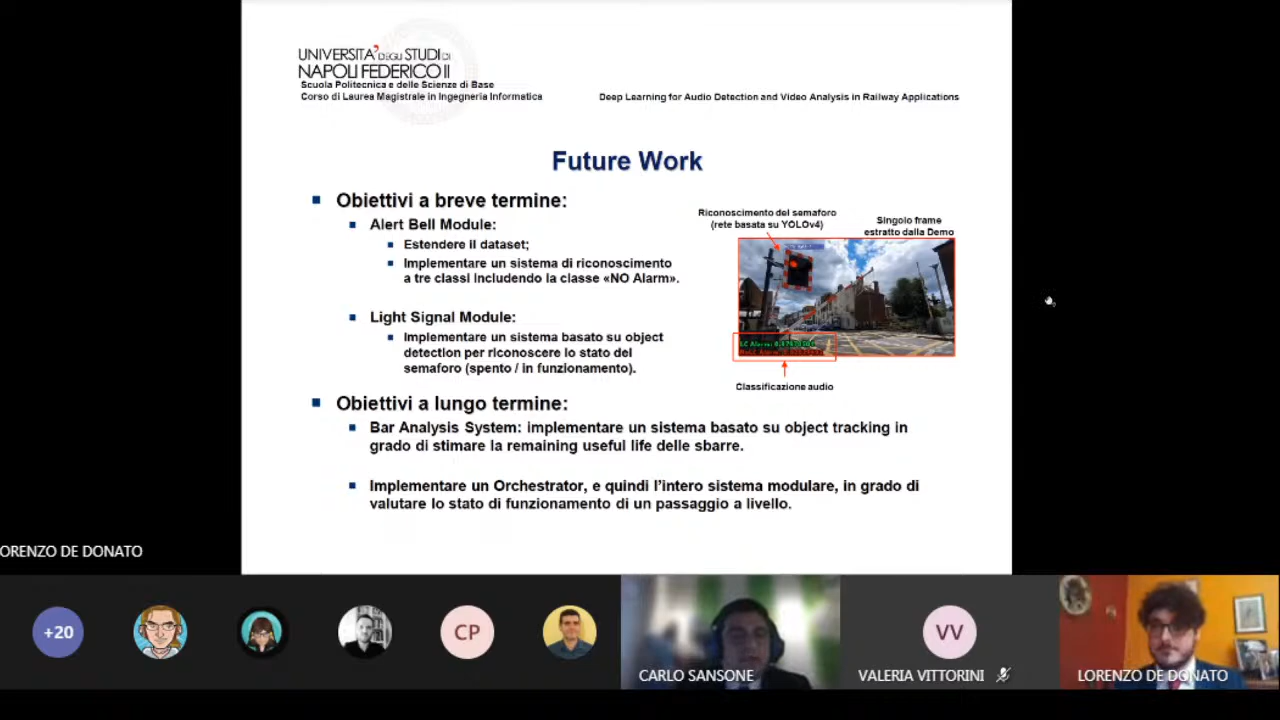 UNIVERSITA' DEGLI STUDI DI
NAPOLI FEDERICO II
Scuola Politecnica e delle Scienze di Base
Corso di Laurea Magistrale in Ingegneria Informatica
Deep Learning for Audio Detection and Video Analysis in Railway Applications
Future Work
Obiettivi a breve termine:
Alert Bell Module:
Estendere il dataset;
Implementare un sistema di riconoscimento
a tre classi includendo la classe «NO Alarm».
Light Signal Module:
Implementare un sistema basato su object
detection per riconoscere lo stato del
semaforo (spento / in funzionamento).
Riconoscimento del semaforo
(rete basata su YOLOv4)
Singolo frame
estratto dalla Demo
Classificazione audio
Obiettivi a lungo termine:
Bar Analysis System: implementare un sistema basato su object tracking in
grado di stimare la remaining useful life delle sbarre.
Implementare un Orchestrator, e quindi l'intero sistema modulare, in grado di
valutare lo stato di funzionamento di un passaggio a livello.
ORENZO DE DONATO
+20
CP
CARLO SANSONE
VV
VALERIA VITTORINI
LORENZO DE DONATO